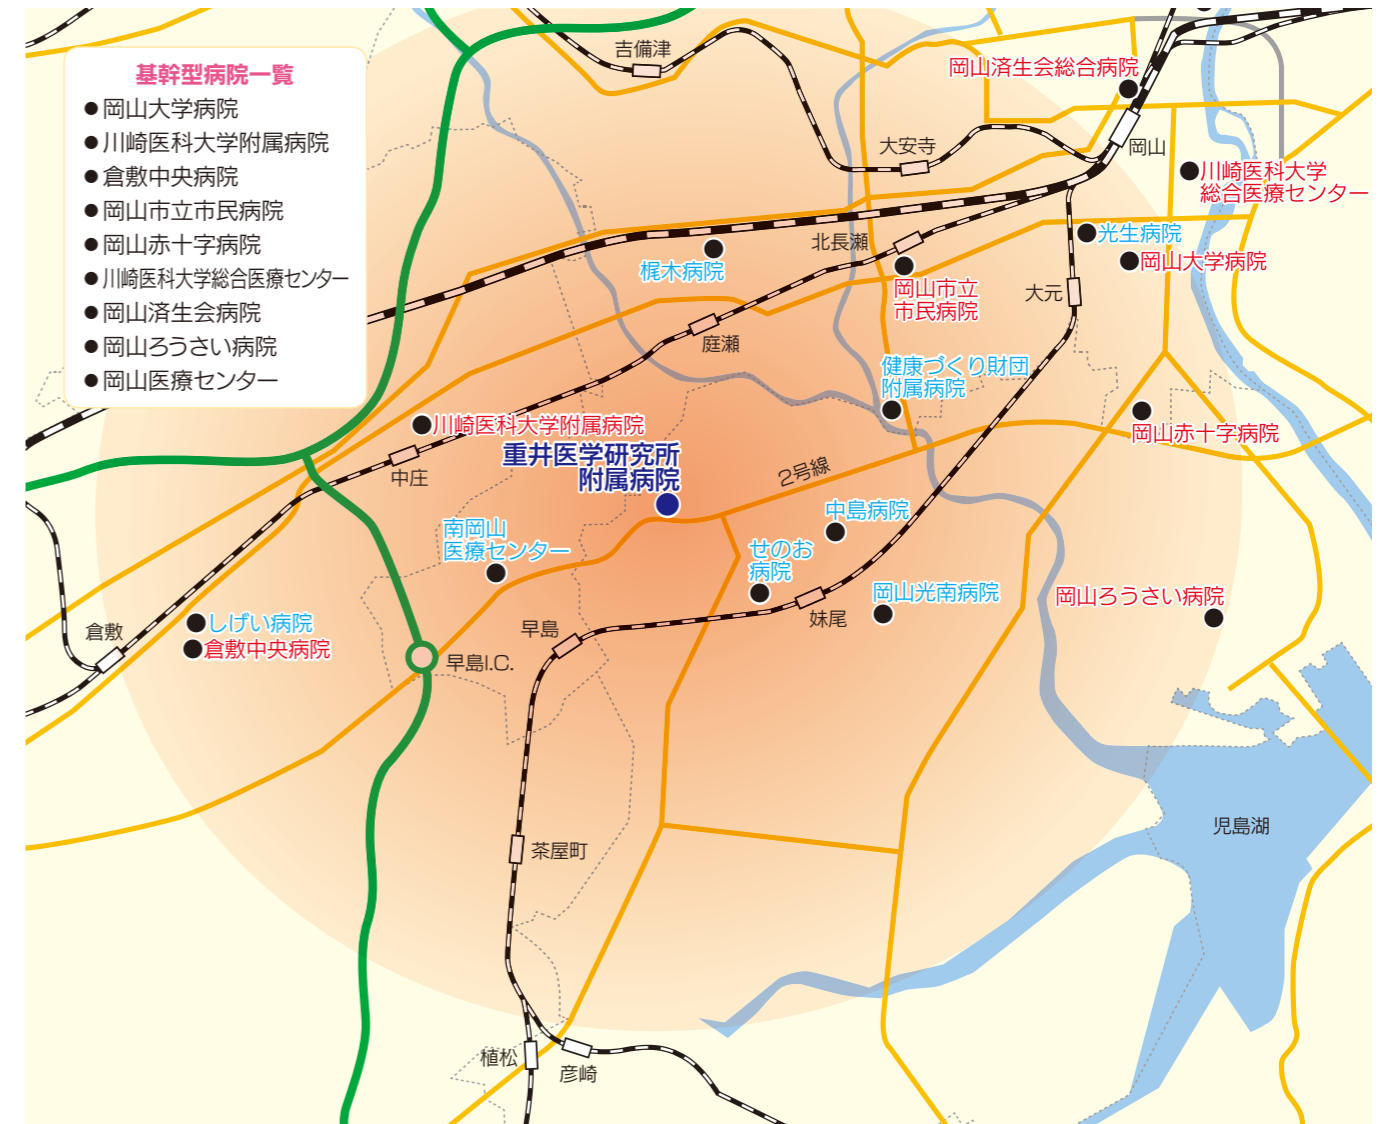 基幹型病院一覧
●岡山大学病院
●川崎医科大学附属病院
●倉敷中央病院
●岡山市立市民病院
●岡山赤十字病院
●川崎医科大学総合医療センター
●岡山済生会病院
●岡山ろうさい病院
●岡山医療センター
吉備津
岡山済生会総合病院
大安寺
岡山
川崎医科大学
総合医療センター
北長瀬
光生病院
梶木病院
岡山大学病院
岡山市立
市民病院
大元
庭瀬
健康づくり財団
附属病院
川崎医科大学附属病院
岡山赤十字病院
重井医学研究所
附属病院
中庄
2号線
中島病院
南岡山
医療センター
せのお
病院
岡山光南病院
岡山ろうさい病院
しげい病院
倉敷
倉敷中央病院
早島
妹尾
早島I.C.
児島湖
茶屋町
植松
彦崎